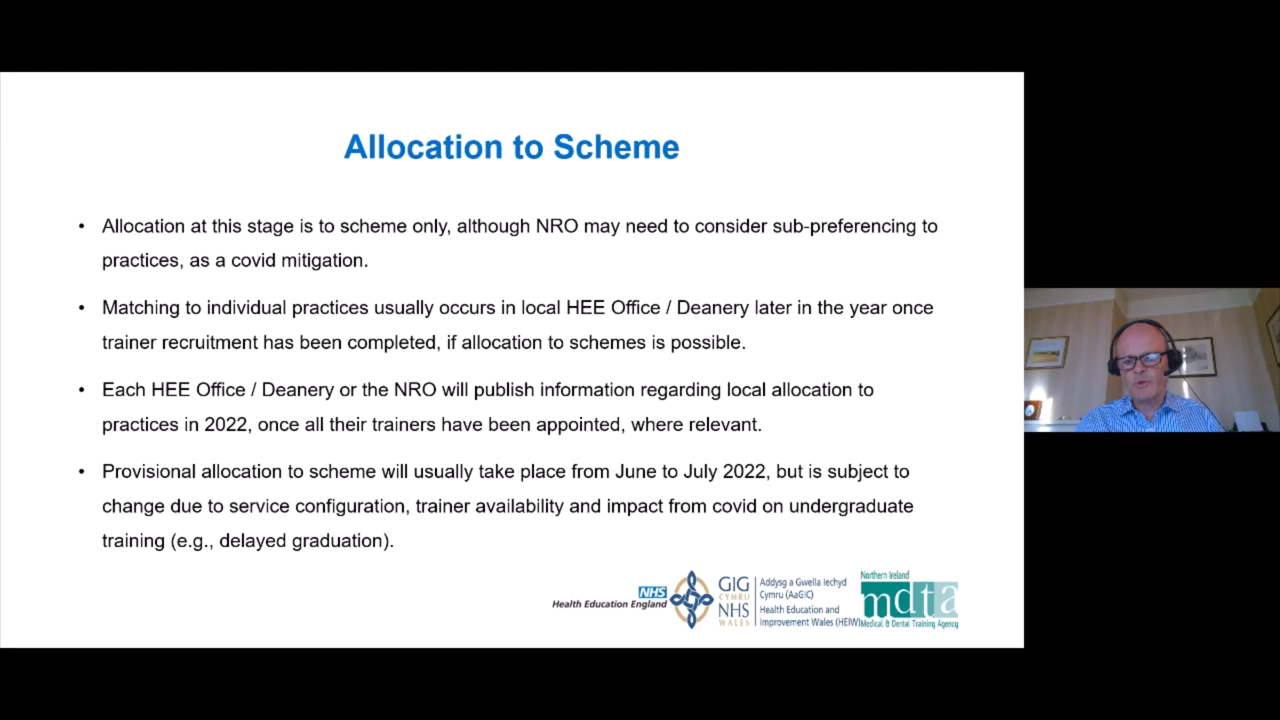 Allocation to Scheme
• Allocation at this stage is to scheme only, although NRO may need to consider sub-preferencing to
practices, as a covid mitigation.
• Matching to individual practices usually occurs in local HEE Office / Deanery later in the year once
trainer recruitment has been completed, if allocation to schemes is possible.
• Each HEE Office / Deanery or the NRO will publish information regarding local allocation to
practices in 2022, once all their trainers have been appointed, where relevant.
• Provisional allocation to scheme will usually take place from June to July 2022, but is subject to
change due to service configuration, trainer availability and impact from covid on undergraduate
training (e.g., delayed graduation).
NHS
Health Education England
GIG
CYMRU
NHS
WALES
Addysg a Gwella Iechyd
Cymru (AaGIC)
Health Education and
Improvement Wales (HEIW)
Northern Ireland
mdta
Medical & Dental Training Agency